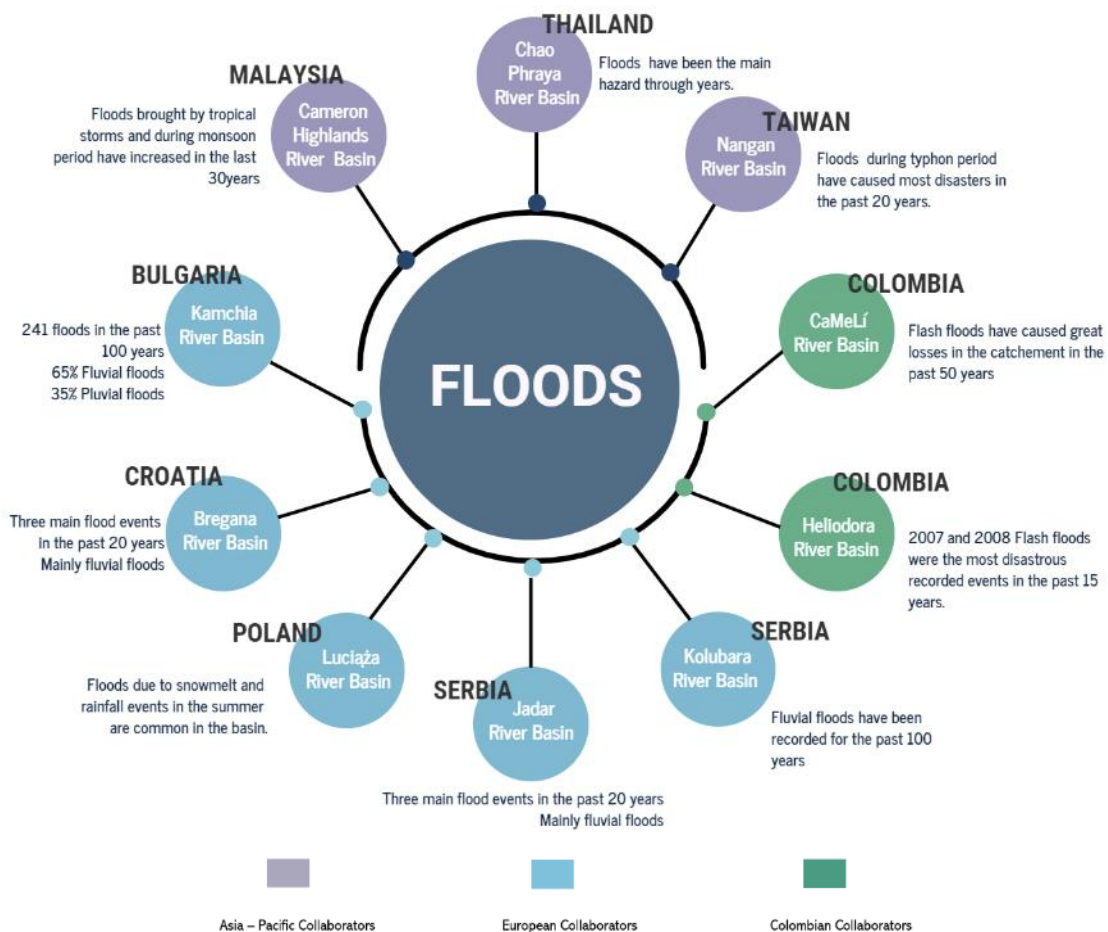 THAILAND
Chao
Phraya
River Basin
Floods have been the main
hazard through years.
MALAYSIA
Cameron
Highlands
River Basin
Floods brought by tropical
storms and during monsoon
period have increased in the last
30years
TAIWAN
Nangan
River Basin
Floods during typhon period
have caused most disasters in
the past 20 years.
BULGARIA
Kamchia
River Basin
241 floods in the past
100 years
65% Fluvial floods
35% Pluvial floods
COLOMBIA
CaMeLí
River Basin
Flash floods have caused great
losses in the catchement in the
past 50 years
FLOODS
CROATIA
Bregana
River Basin
Three main flood events
in the past 20 years
Mainly fluvial floods
COLOMBIA
Heliodora
River Basin
2007 and 2008 Flash floods
were the most disastrous
recorded events in the past 15
years.
POLAND
Luciąża
River Basin
Floods due to snowmelt and
rainfall events in the summer
are common in the basin.
SERBIA
Jadar
River Basin
Three main flood events in the past 20 years
Mainly fluvial floods
SERBIA
Kolubara
River Basin
Fluvial floods have been
recorded for the past 100
years
Asia – Pacific Collaborators
European Collaborators
Colombian Collaborators